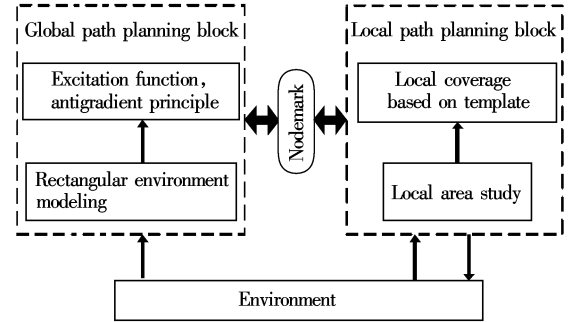 Global path planning block
Excitation function,
antigradient principle
Rectangular environment
modeling
Nodemark
Local path planning block
Local coverage
based on template
Local area study
Environment